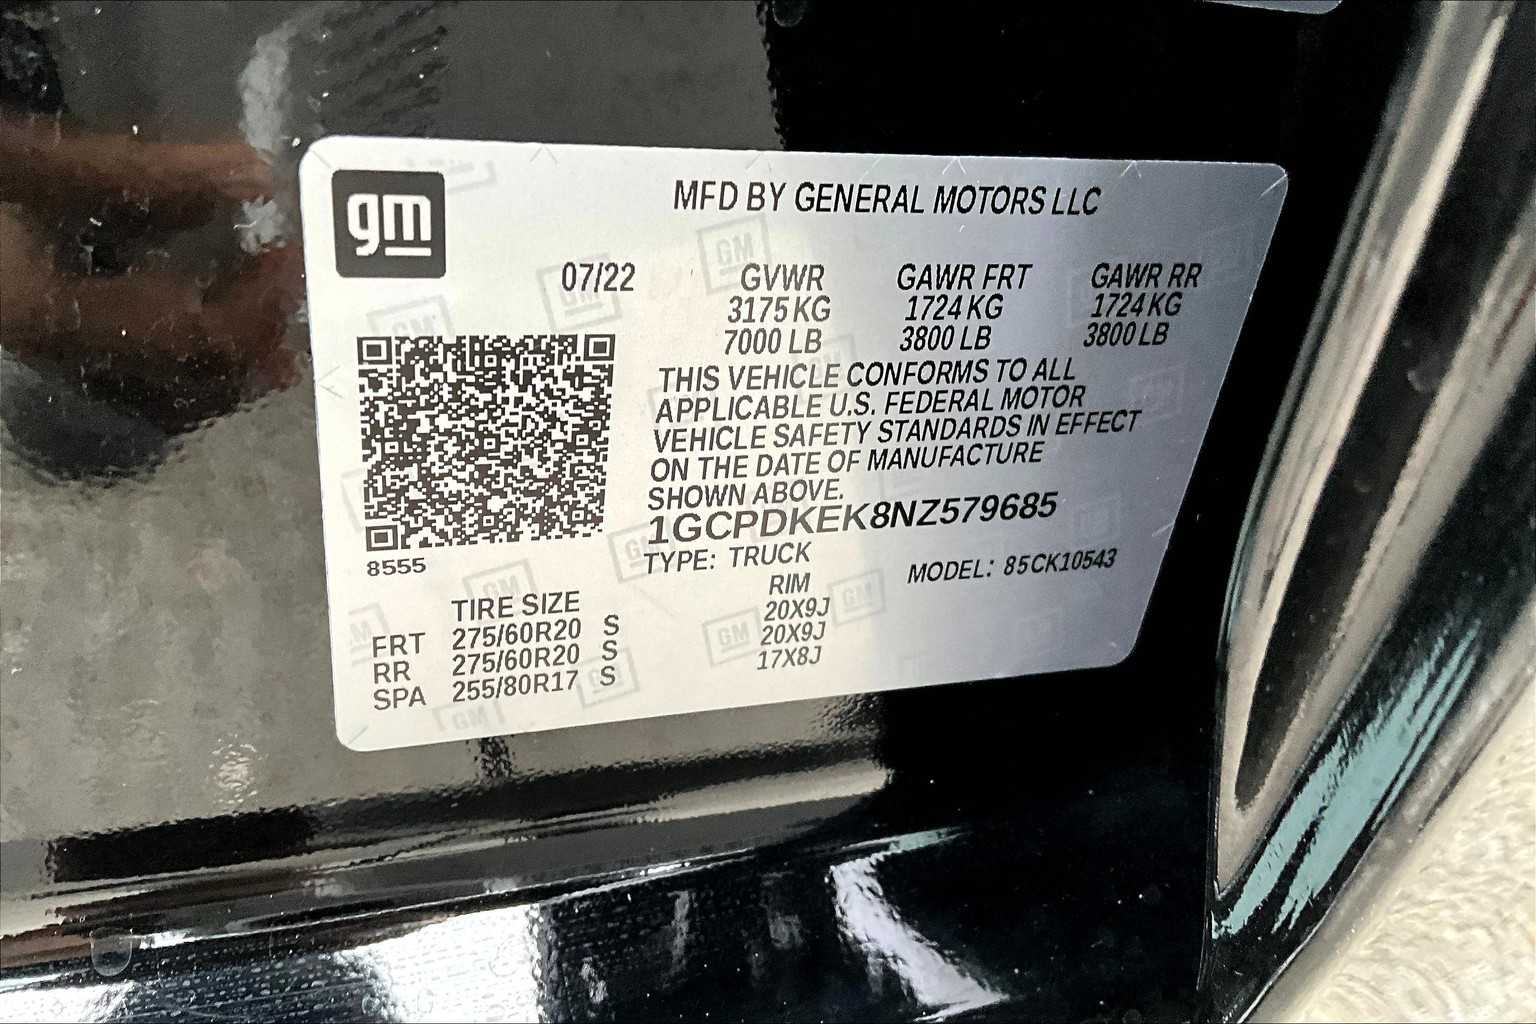 gm
MFD BY GENERAL MOTORS LLC
07/22 GVWR GAWR FRT GAWR RR
3175 KG 1724 KG 1724 KG
7000 LB 3800 LB 3800 LB
THIS VEHICLE CONFORMS TO ALL
APPLICABLE U.S. FEDERAL MOTOR
VEHICLE SAFETY STANDARDS IN EFFECT
ON THE DATE OF MANUFACTURE
SHOWN ABOVE.
1GCPDKEK8NZ579685
8555 TYPE: TRUCK MODEL: 85CK10543
TIRE SIZE RIM
FRT 275/60R20 S 20X9J
RR 275/60R20 S 20X9J
SPA 255/80R17 S 17X8J